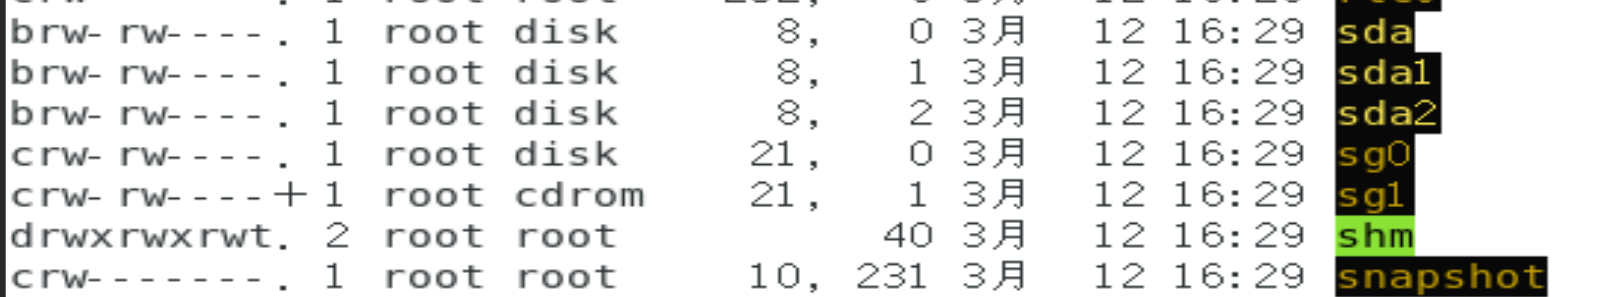 brw-rw----. 1 root disk 8, 0 3月 12 16:29 sda
brw-rw----. 1 root disk 8, 1 3月 12 16:29 sda1
brw-rw----. 1 root disk 8, 2 3月 12 16:29 sda2
crw-rw----. 1 root disk 21, 0 3月 12 16:29 sg0
crw-rw----+ 1 root cdrom 21, 1 3月 12 16:29 sg1
drwxrwxrwt. 2 root root 40 3月 12 16:29 shm
crw-------. 1 root root 10, 231 3月 12 16:29 snapshot